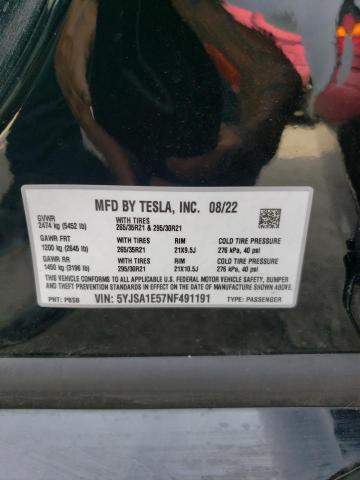 MFD BY TESLA, INC. 08/22
GVWR
2474 kg (5452 lb)
WITH TIRES
265/35R21 & 295/30R21
GAWR FRT
1200 kg (2645 lb)
WITH TIRES
265/35R21
RIM
21X9.5J
COLD TIRE PRESSURE
276 kPa, 40 psi
GAWR RR
1450 kg (3196 lb)
WITH TIRES
295/30R21
RIM
21X10.5J
COLD TIRE PRESSURE
276 kPa, 40 psi
THIS VEHICLE CONFORMS TO ALL APPLICABLE U.S. FEDERAL MOTOR VEHICLE SAFETY, BUMPER
AND THEFT PREVENTION STANDARDS IN EFFECT ON THE DATE OF MANUFACTURE SHOWN ABOVE.
PNT: PBSB
VIN: 5YJSA1E57NF491191
TYPE: PASSENGER